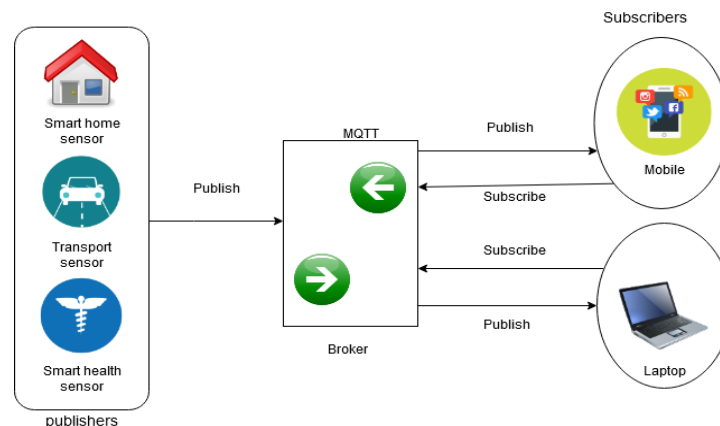 Subscribers
Smart home
sensor
Transport
sensor
Smart health
sensor
publishers
Publish
MQTT
Broker
Publish
Subscribe
Subscribe
Publish
Mobile
Laptop